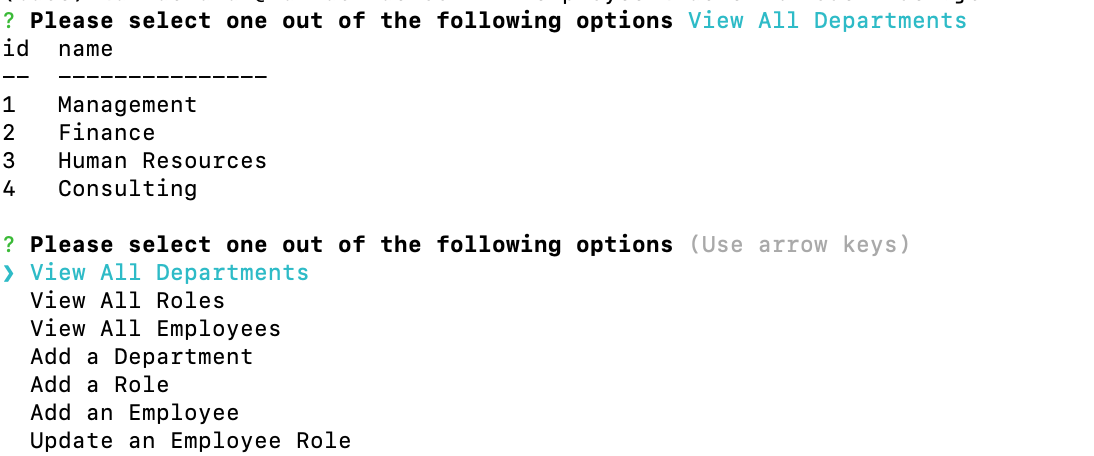 ? Please select one out of the following options View All Departments
id  name
--  ---------------
1   Management
2   Finance
3   Human Resources
4   Consulting
? Please select one out of the following options (Use arrow keys)
❯ View All Departments
  View All Roles
  View All Employees
  Add a Department
  Add a Role
  Add an Employee
  Update an Employee Role